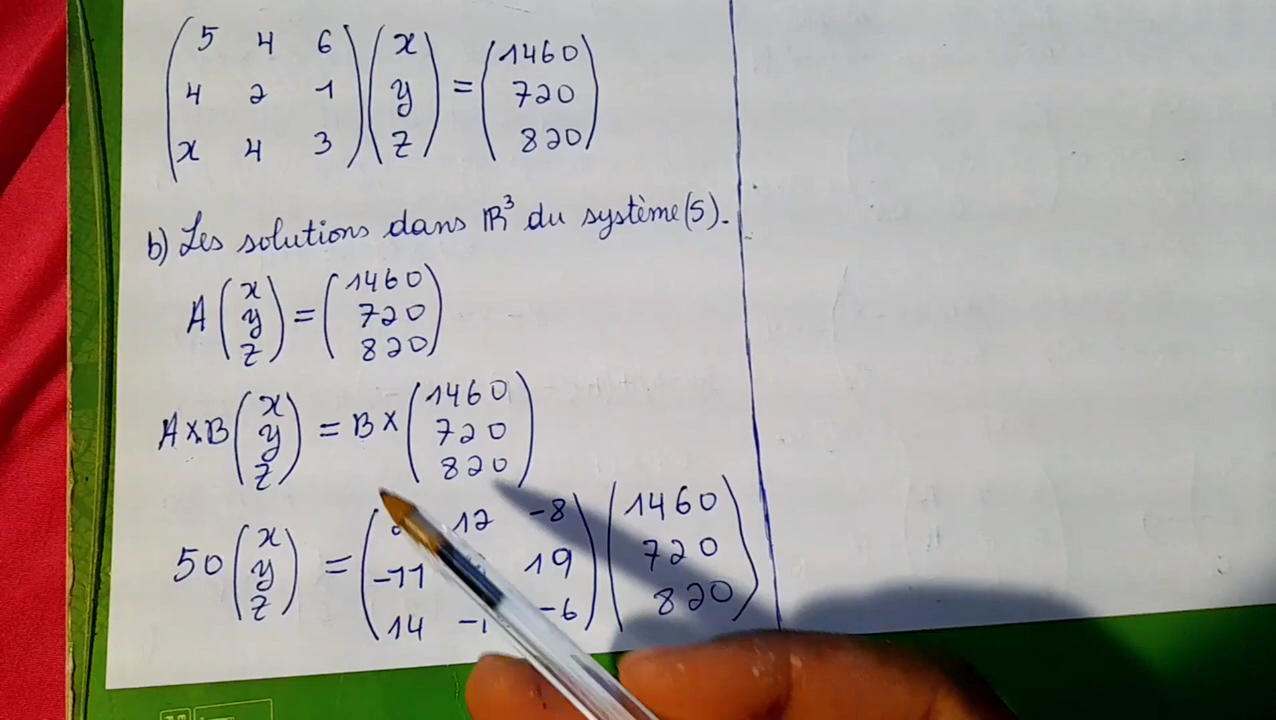 5 4 6 x 1460
4 2 1 y = 720
x 4 3 z 820
b) Les solutions dans ℝ³ du système (S).
x 1460
A y = 720
z 820
x 1460
A×B y = B× 720
z 820
x 12 -8 1460
50 y = -11 19 720
z 14 -6 820